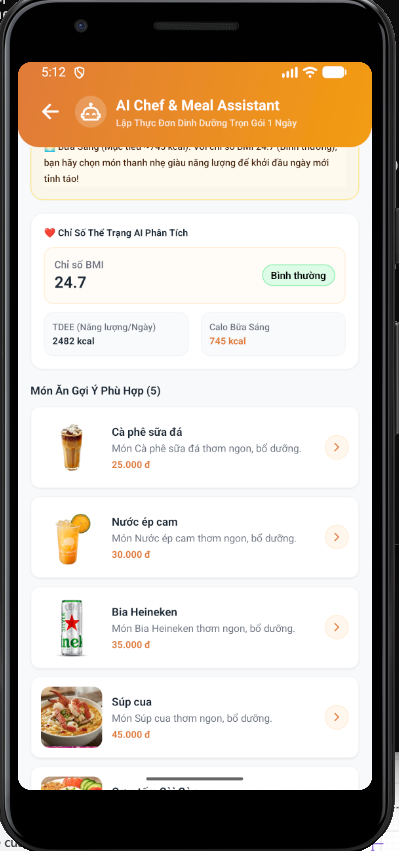 5:12
AI Chef & Meal Assistant
Lập Thực Đơn Dinh Dưỡng Trọn Gói 1 Ngày
Bữa Sáng (Mục tiêu ~745 kcal): Với chỉ số BMI 24.7 (Bình thường),
bạn hãy chọn món thanh nhẹ giàu năng lượng để khởi đầu ngày mới
tỉnh táo!
Chỉ Số Thể Trạng AI Phân Tích
Chỉ số BMI
24.7
Bình thường
TDEE (Năng lượng/Ngày)
2482 kcal
Calo Bữa Sáng
745 kcal
Món Ăn Gợi Ý Phù Hợp (5)
Cà phê sữa đá
Món Cà phê sữa đá thơm ngon, bổ dưỡng.
25.000 đ
Nước ép cam
Món Nước ép cam thơm ngon, bổ dưỡng.
30.000 đ
Bia Heineken
Món Bia Heineken thơm ngon, bổ dưỡng.
35.000 đ
Súp cua
Món Súp cua thơm ngon, bổ dưỡng.
45.000 đ